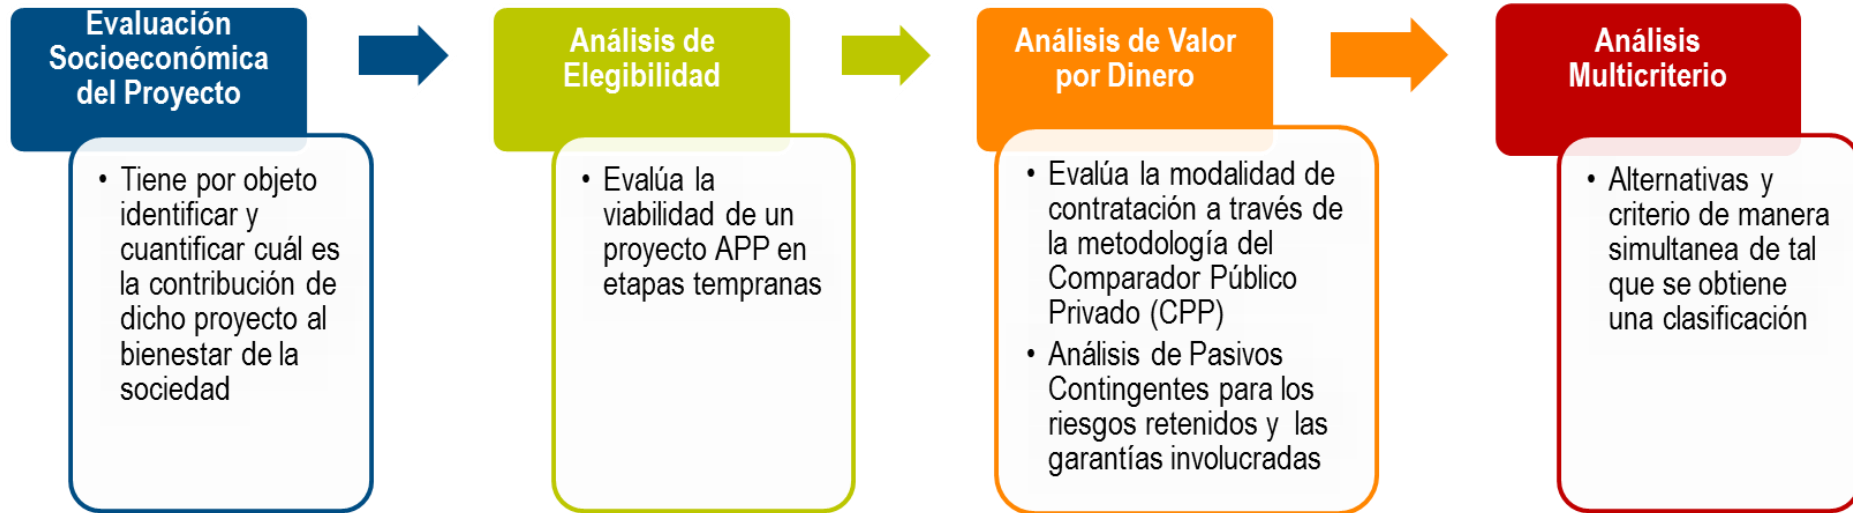 Evaluación
Socioeconómica
del Proyecto
• Tiene por objeto
identificar y
cuantificar cuál es
la contribución de
dicho proyecto al
bienestar de la
sociedad
Análisis de
Elegibilidad
• Evalúa la
viabilidad de un
proyecto APP en
etapas tempranas
Análisis de Valor
por Dinero
• Evalúa la modalidad de
contratación a través de
la metodología del
Comparador Público
Privado (CPP)
• Análisis de Pasivos
Contingentes para los
riesgos retenidos y las
garantías involucradas
Análisis
Multicriterio
• Alternativas y
criterio de manera
simultanea de tal
que se obtiene
una clasificación